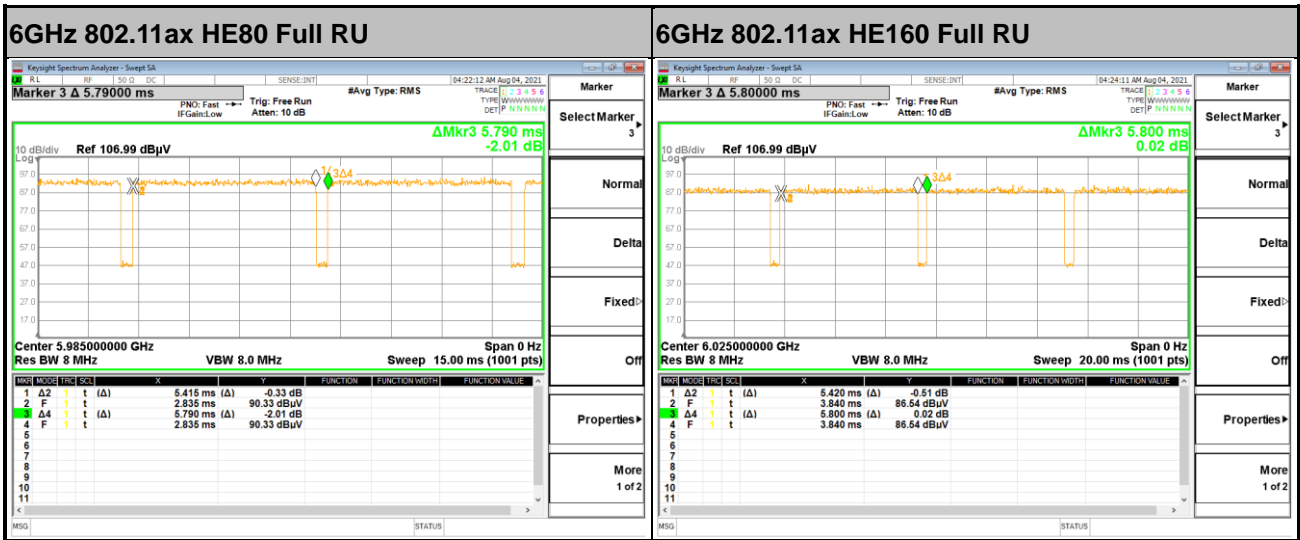 6GHz 802.11ax HE80 Full RU
Keysight Spectrum Analyzer - Swept SA
RL RF 50 Ω DC SENSE:INT 04:22:12 AM Aug 04, 2021
Marker 3 Δ 5.79000 ms
#Avg Type: RMS
TRACE 1 2 3 4 5 6
PNO: Fast Trig: Free Run
TYPE WWWWWWW
IFGain:Low Atten: 10 dB
DET P NNNNN
ΔMkr3 5.790 ms
-2.01 dB
10 dB/div Ref 106.99 dBµV
Log
97.0
87.0
77.0
67.0
57.0
47.0
37.0
27.0
17.0
3Δ4
Center 5.985000000 GHz Span 0 Hz
Res BW 8 MHz VBW 8.0 MHz Sweep 15.00 ms (1001 pts)
MKR MODE TRC SCL X Y FUNCTION FUNCTION WIDTH FUNCTION VALUE
1 Δ2 1 t (Δ) 5.415 ms (Δ) -0.33 dB
2 F 1 t 2.835 ms 90.33 dBµV
3 Δ4 1 t (Δ) 5.790 ms (Δ) -2.01 dB
4 F 1 t 2.835 ms 90.33 dBµV
5
6
7
8
9
10
11
MSG STATUS
Marker
Select Marker
3
Normal
Delta
Fixed
Off
Properties
More
1 of 2
6GHz 802.11ax HE160 Full RU
Keysight Spectrum Analyzer - Swept SA
RL RF 50 Ω DC SENSE:INT 04:24:11 AM Aug 04, 2021
Marker 3 Δ 5.80000 ms
#Avg Type: RMS
TRACE 1 2 3 4 5 6
PNO: Fast Trig: Free Run
TYPE WWWWWWW
IFGain:Low Atten: 10 dB
DET P NNNNN
ΔMkr3 5.800 ms
0.02 dB
10 dB/div Ref 106.99 dBµV
Log
97.0
87.0
77.0
67.0
57.0
47.0
37.0
27.0
17.0
3Δ4
Center 6.025000000 GHz Span 0 Hz
Res BW 8 MHz VBW 8.0 MHz Sweep 20.00 ms (1001 pts)
MKR MODE TRC SCL X Y FUNCTION FUNCTION WIDTH FUNCTION VALUE
1 Δ2 1 t (Δ) 5.420 ms (Δ) -0.51 dB
2 F 1 t 3.840 ms 86.54 dBµV
3 Δ4 1 t (Δ) 5.800 ms (Δ) 0.02 dB
4 F 1 t 3.840 ms 86.54 dBµV
5
6
7
8
9
10
11
MSG STATUS
Marker
Select Marker
3
Normal
Delta
Fixed
Off
Properties
More
1 of 2